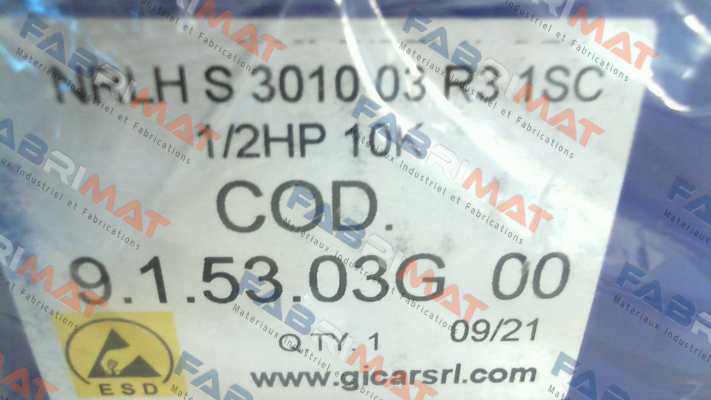 NRLH S 3010 03 R3 1SC
1/2HP 10K
COD.
9.1.53.03G 00
Q.TY. 1 09/21
ESD
www.gicarsrl.com
FABRIMAT
Matériaux Industriel et Fabrications